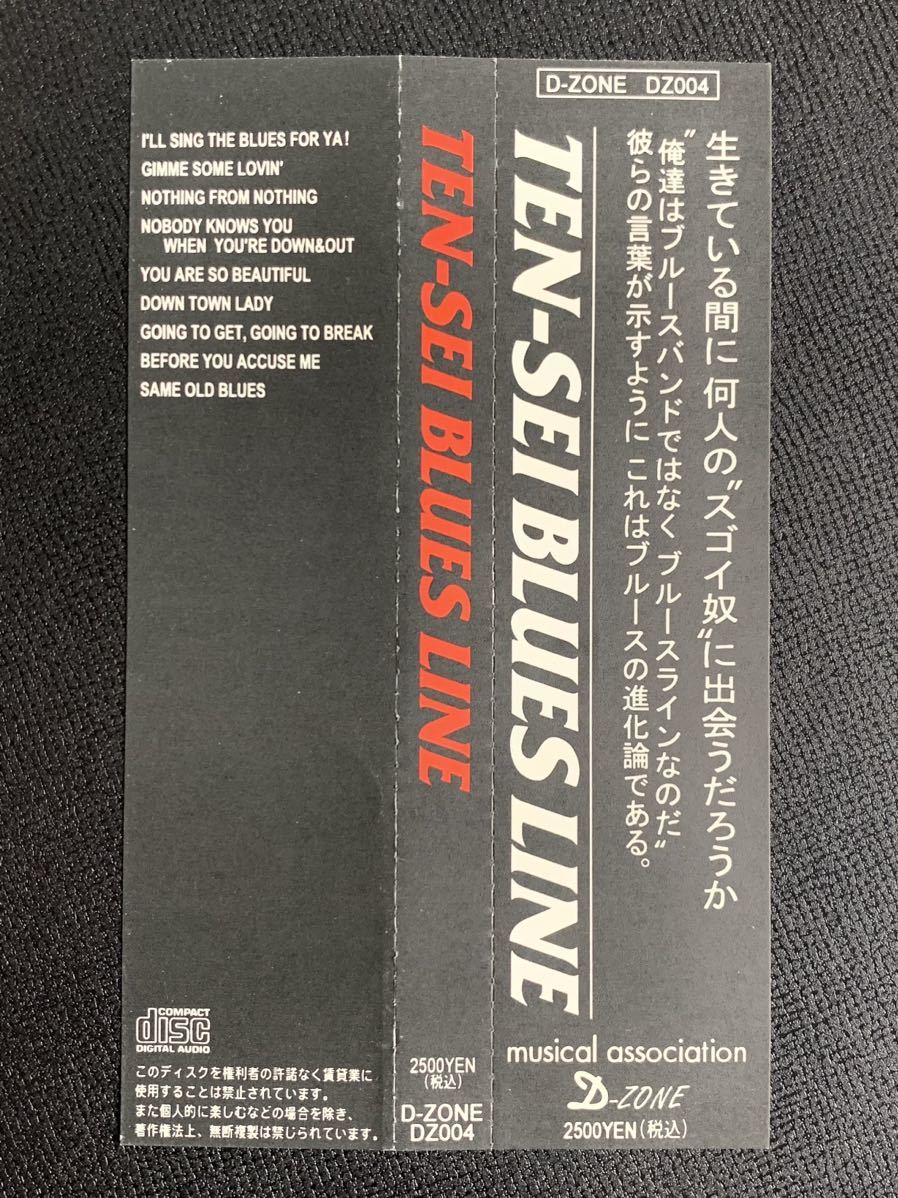 I'LL SING THE BLUES FOR YA!
GIMME SOME LOVIN'
NOTHING FROM NOTHING
NOBODY KNOWS YOU
WHEN YOU'RE DOWN&OUT
YOU ARE SO BEAUTIFUL
DOWN TOWN LADY
GOING TO GET, GOING TO BREAK
BEFORE YOU ACCUSE ME
SAME OLD BLUES
COMPACT
disc
DIGITAL AUDIO
このディスクを権利者の許諾なく賃貸業に
使用することは禁止されています。
また個人的に楽しむなどの場合を除き、
著作権法上、無断複製は禁じられています。
TEN-SEI BLUES LINE
2500YEN
(税込)
D-ZONE
DZ004
D-ZONE DZ004
生きている間に 何人の"スゴイ奴"に出会うだろうか
"俺達はブルースバンドではなく ブルースラインなのだ"
彼らの言葉が示すように これはブルースの進化論である。
TEN-SEI BLUES LINE
musical association
D-ZONE
2500YEN(税込)